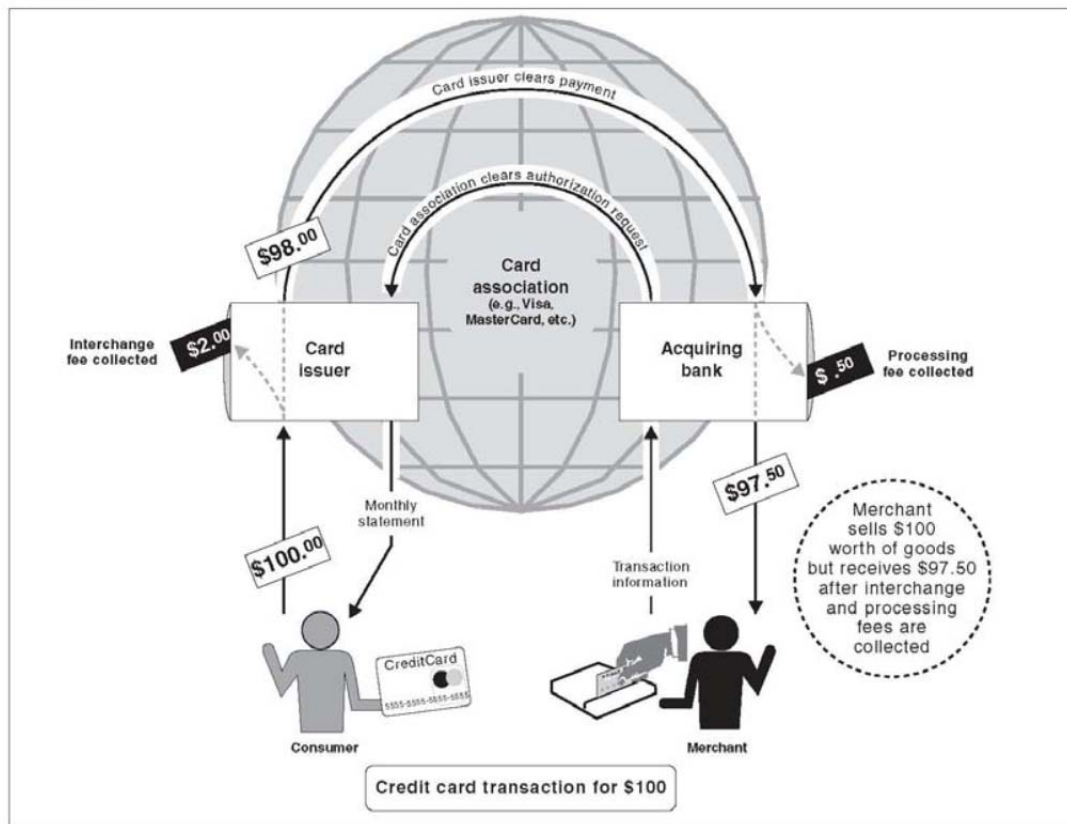 Card issuer clears payment
Card association clears authorization request
$98.00
Card
association
(e.g., Visa,
MasterCard, etc.)
Interchange
fee collected
$2.00
Card
issuer
Acquiring
bank
$ .50
Processing
fee collected
Monthly
statement
$97.50
$100.00
Transaction
information
Merchant
sells $100
worth of goods
but receives $97.50
after interchange
and processing
fees are
collected
CreditCard
5555-5555-5555-5555
Consumer
Merchant
Credit card transaction for $100